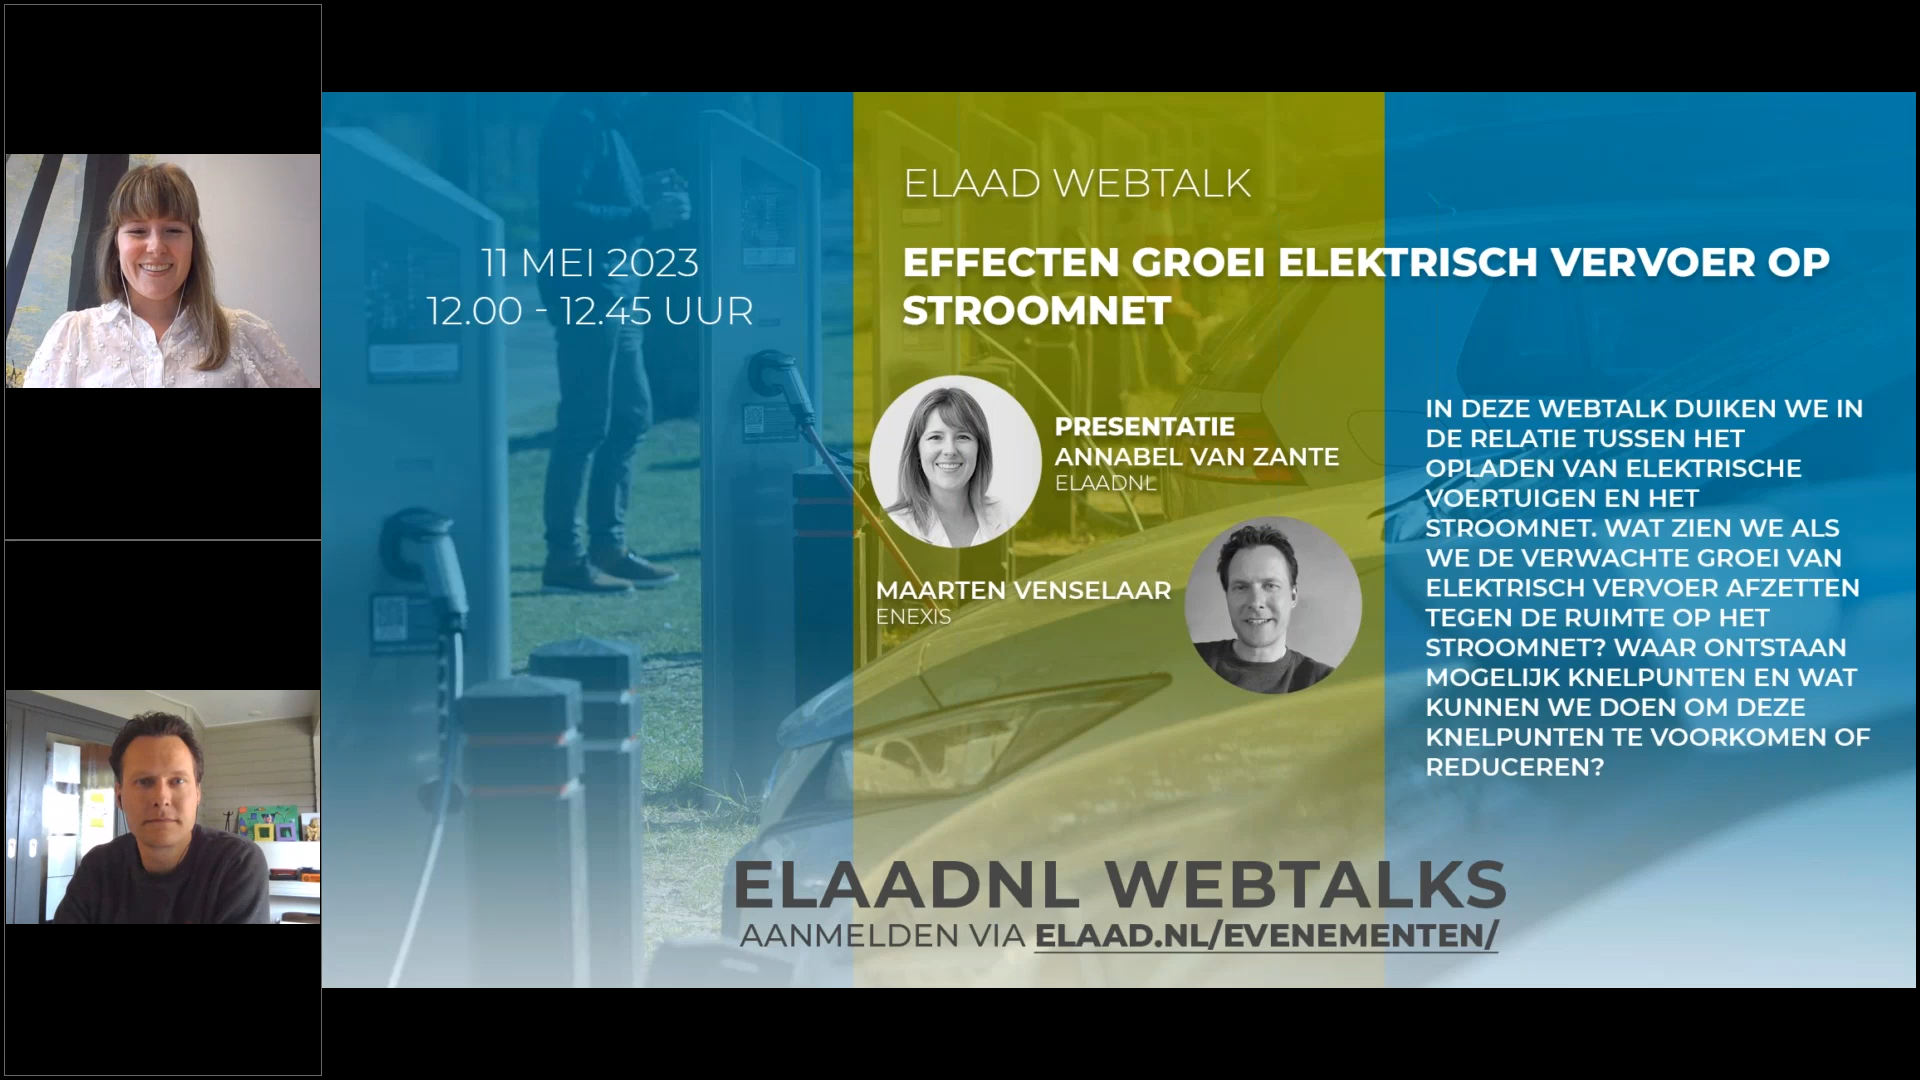 11 MEI 2023
12.00 - 12.45 UUR
ELAAD WEBTALK
EFFECTEN GROEI ELEKTRISCH VERVOER OP
STROOMNET
PRESENTATIE
ANNABEL VAN ZANTE
ELAADNL
MAARTEN VENSELAAR
ENEXIS
IN DEZE WEBTALK DUIKEN WE IN
DE RELATIE TUSSEN HET
OPLADEN VAN ELEKTRISCHE
VOERTUIGEN EN HET
STROOMNET. WAT ZIEN WE ALS
WE DE VERWACHTE GROEI VAN
ELEKTRISCH VERVOER AFZETTEN
TEGEN DE RUIMTE OP HET
STROOMNET? WAAR ONTSTAAN
MOGELIJK KNELPUNTEN EN WAT
KUNNEN WE DOEN OM DEZE
KNELPUNTEN TE VOORKOMEN OF
REDUCEREN?
ELAADNL WEBTALKS
AANMELDEN VIA ELAAD.NL/EVENEMENTEN/